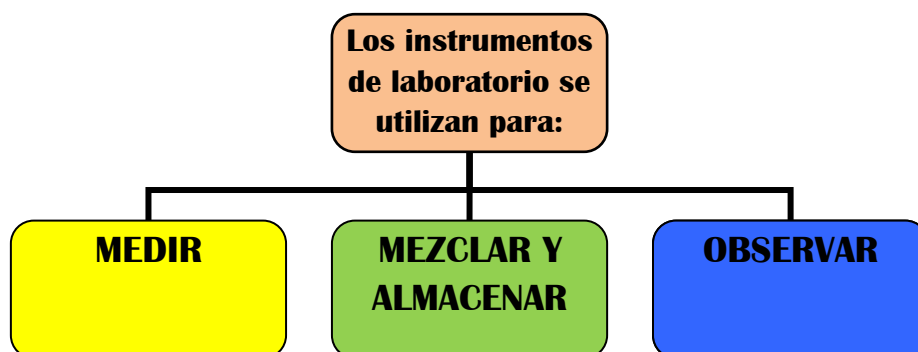 Los instrumentos
de laboratorio se
utilizan para:
MEDIR
MEZCLAR Y
ALMACENAR
OBSERVAR